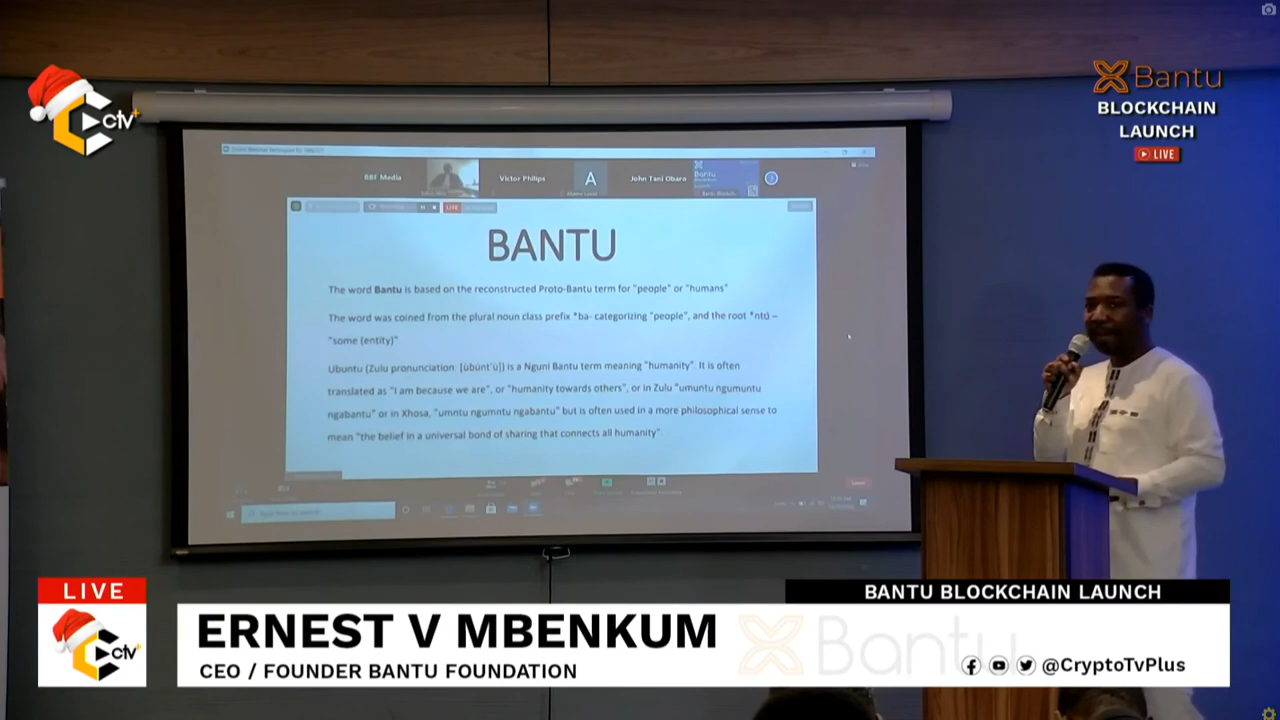 ctv+
Bantu
BLOCKCHAIN
LAUNCH
LIVE
BBF Media
Victor Philips
A
John Tani Obaro
Bantu
LIVE
BANTU
The word Bantu is based on the reconstructed Proto-Bantu term for "people" or "humans"
The word was coined from the plural noun class prefix *ba- categorizing "people", and the root *ntʊ̀ –
"some (entity)"
Ubuntu (Zulu pronunciation: [ùɓúntʼù]) is a Nguni Bantu term meaning "humanity". It is often
translated as "I am because we are", or "humanity towards others", or in Zulu "umuntu ngumuntu
ngabantu" or in Xhosa, "umntu ngumntu ngabantu" but is often used in a more philosophical sense to
mean "the belief in a universal bond of sharing that connects all humanity".
LIVE
ctv+
BANTU BLOCKCHAIN LAUNCH
ERNEST V MBENKUM
CEO / FOUNDER BANTU FOUNDATION
Bantu
@CryptoTvPlus